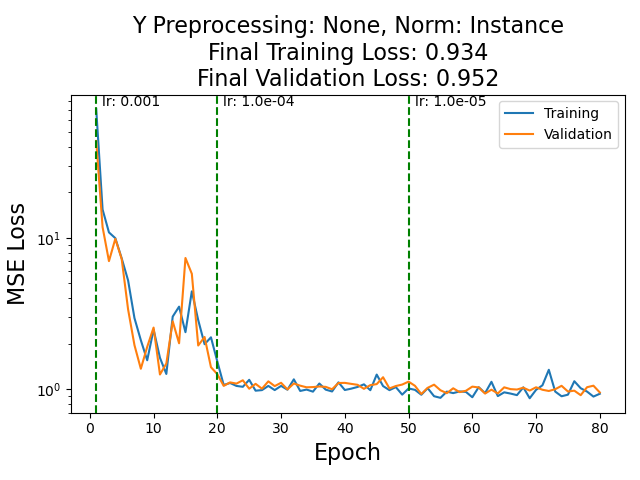 Y Preprocessing: None, Norm: Instance
Final Training Loss: 0.934
Final Validation Loss: 0.952
lr: 0.001
lr: 1.0e-04
lr: 1.0e-05
Training
Validation
10¹
10⁰
MSE Loss
0 10 20 30 40 50 60 70 80
Epoch